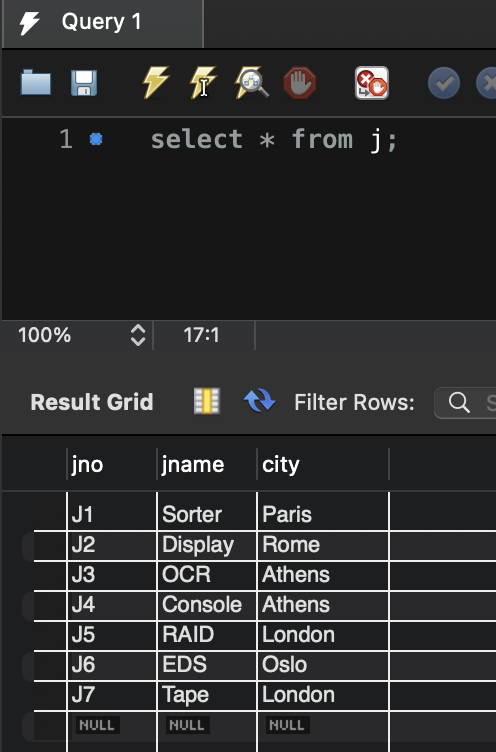 Query 1
1 select * from j;
100% 17:1
Result Grid Filter Rows:
jno jname city
J1 Sorter Paris
J2 Display Rome
J3 OCR Athens
J4 Console Athens
J5 RAID London
J6 EDS Oslo
J7 Tape London
NULL NULL NULL